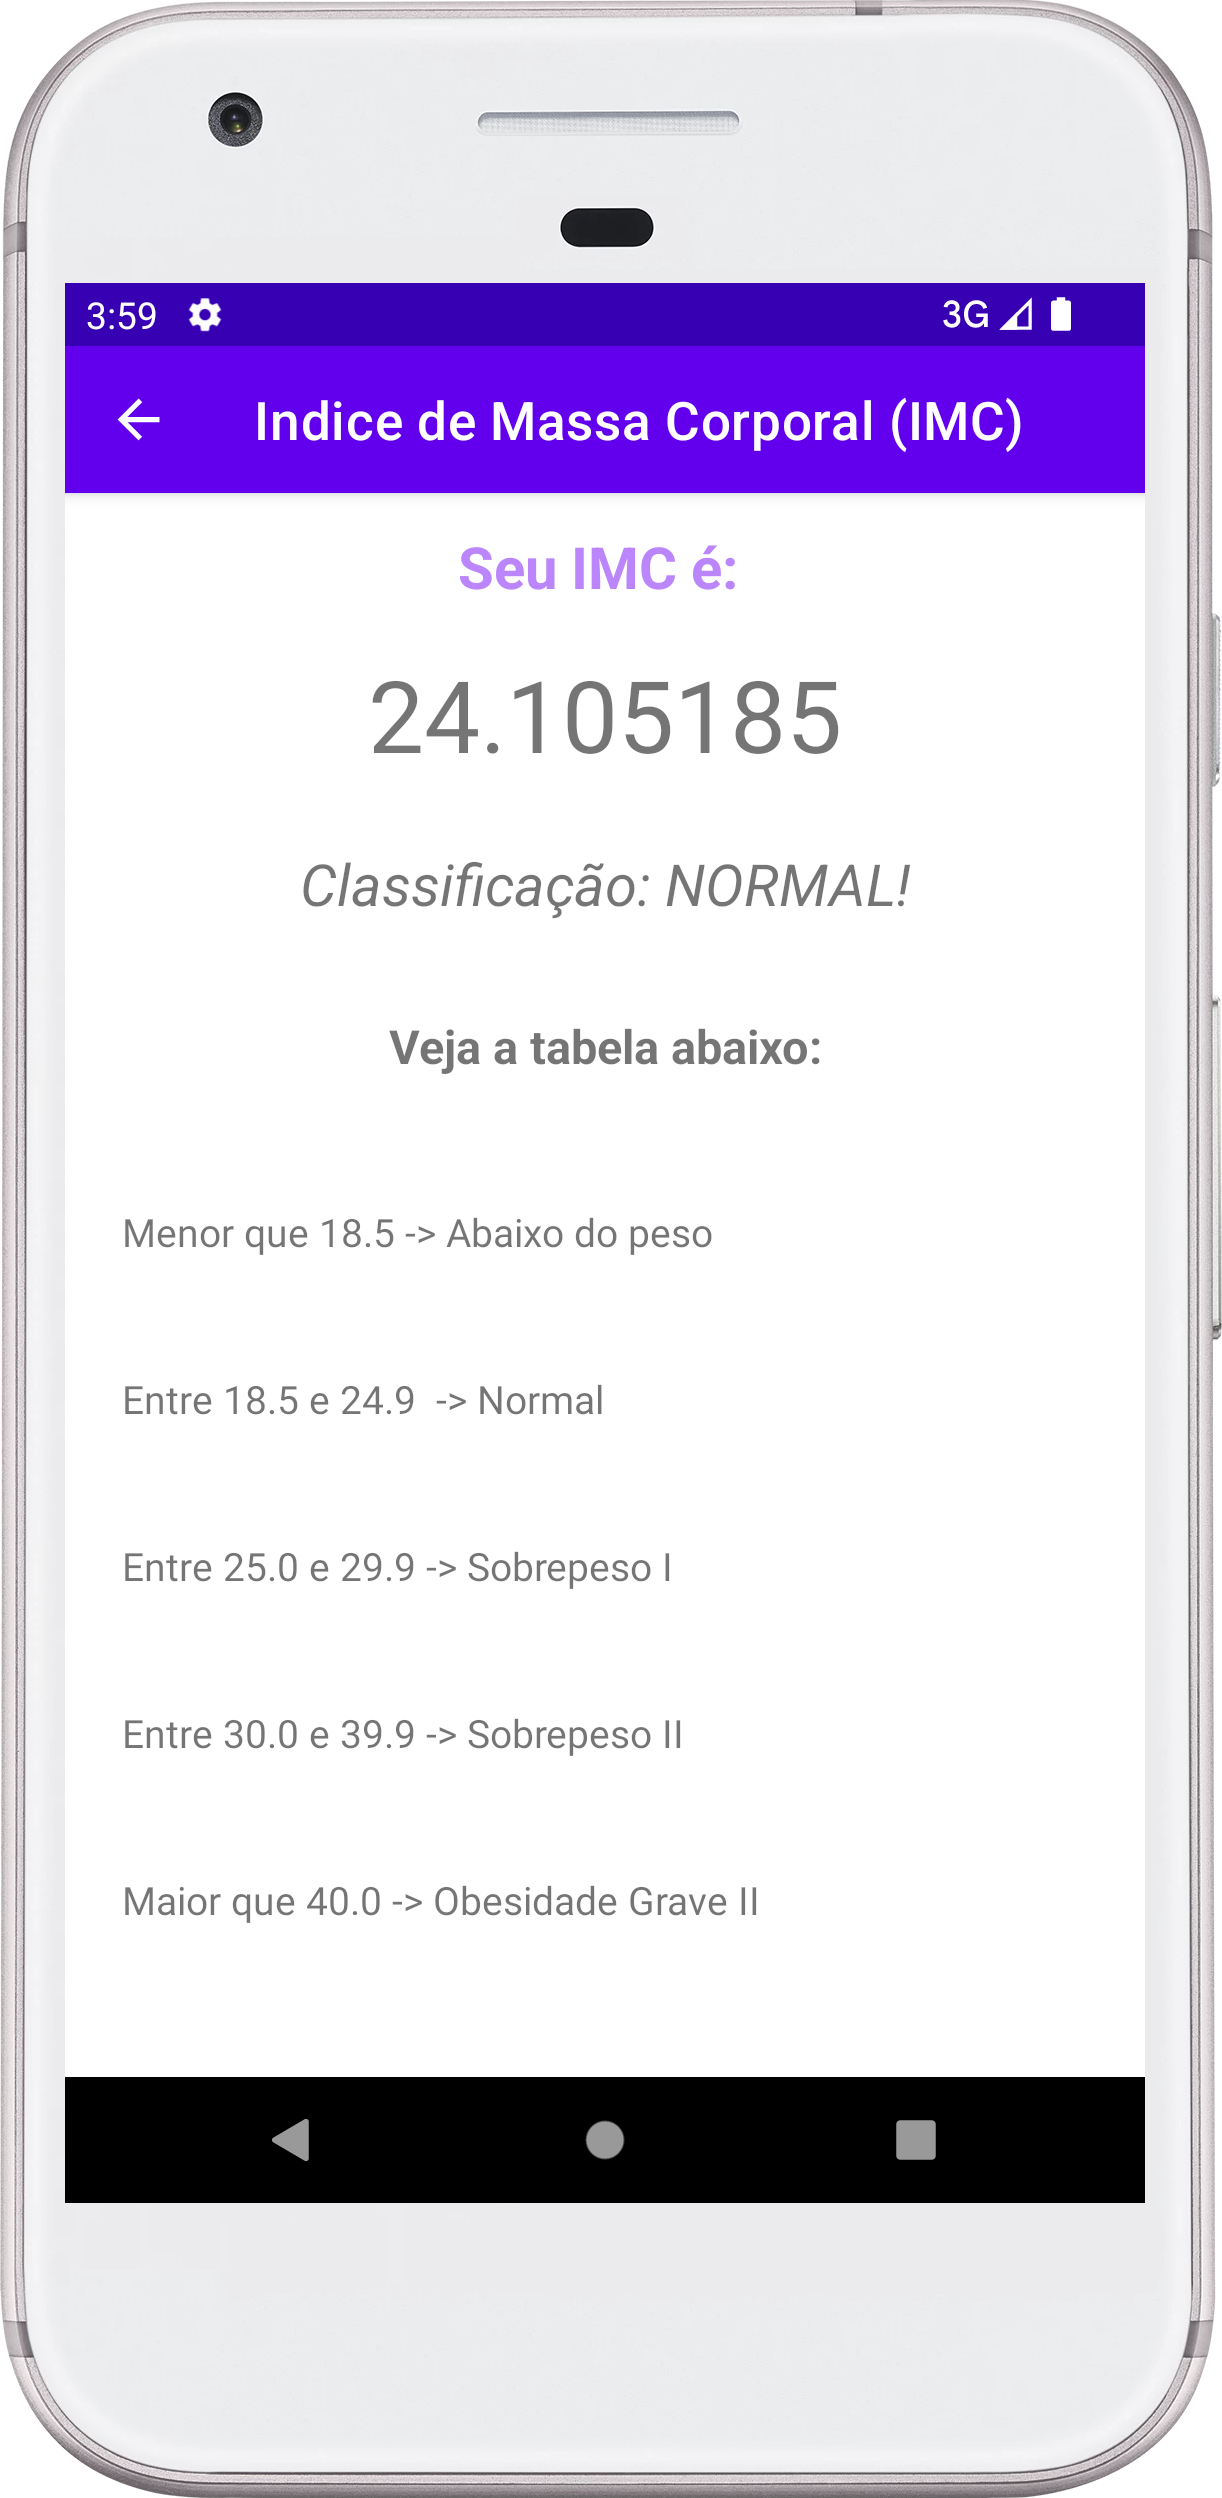 3:59 3G
Indice de Massa Corporal (IMC)
Seu IMC é:
24.105185
Classificação: NORMAL!
Veja a tabela abaixo:
Menor que 18.5 -> Abaixo do peso
Entre 18.5 e 24.9  -> Normal
Entre 25.0 e 29.9 -> Sobrepeso I
Entre 30.0 e 39.9 -> Sobrepeso II
Maior que 40.0 -> Obesidade Grave II